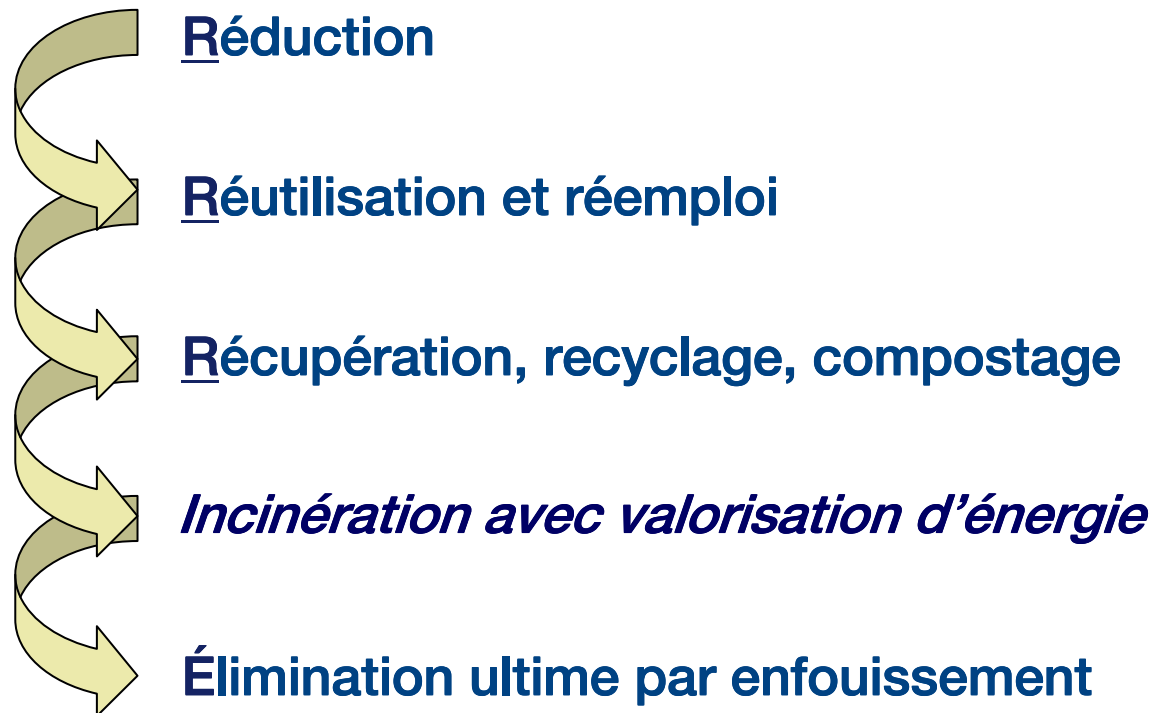 Réduction
Réutilisation et réemploi
Récupération, recyclage, compostage
Incinération avec valorisation d’énergie
Élimination ultime par enfouissement